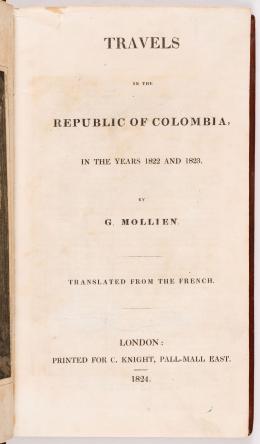 TRAVELS
IN THE
REPUBLIC OF COLOMBIA,
IN THE YEARS 1822 AND 1823.
BY
G. MOLLIEN.
TRANSLATED FROM THE FRENCH.
LONDON:
PRINTED FOR C. KNIGHT, PALL-MALL EAST.
1824.